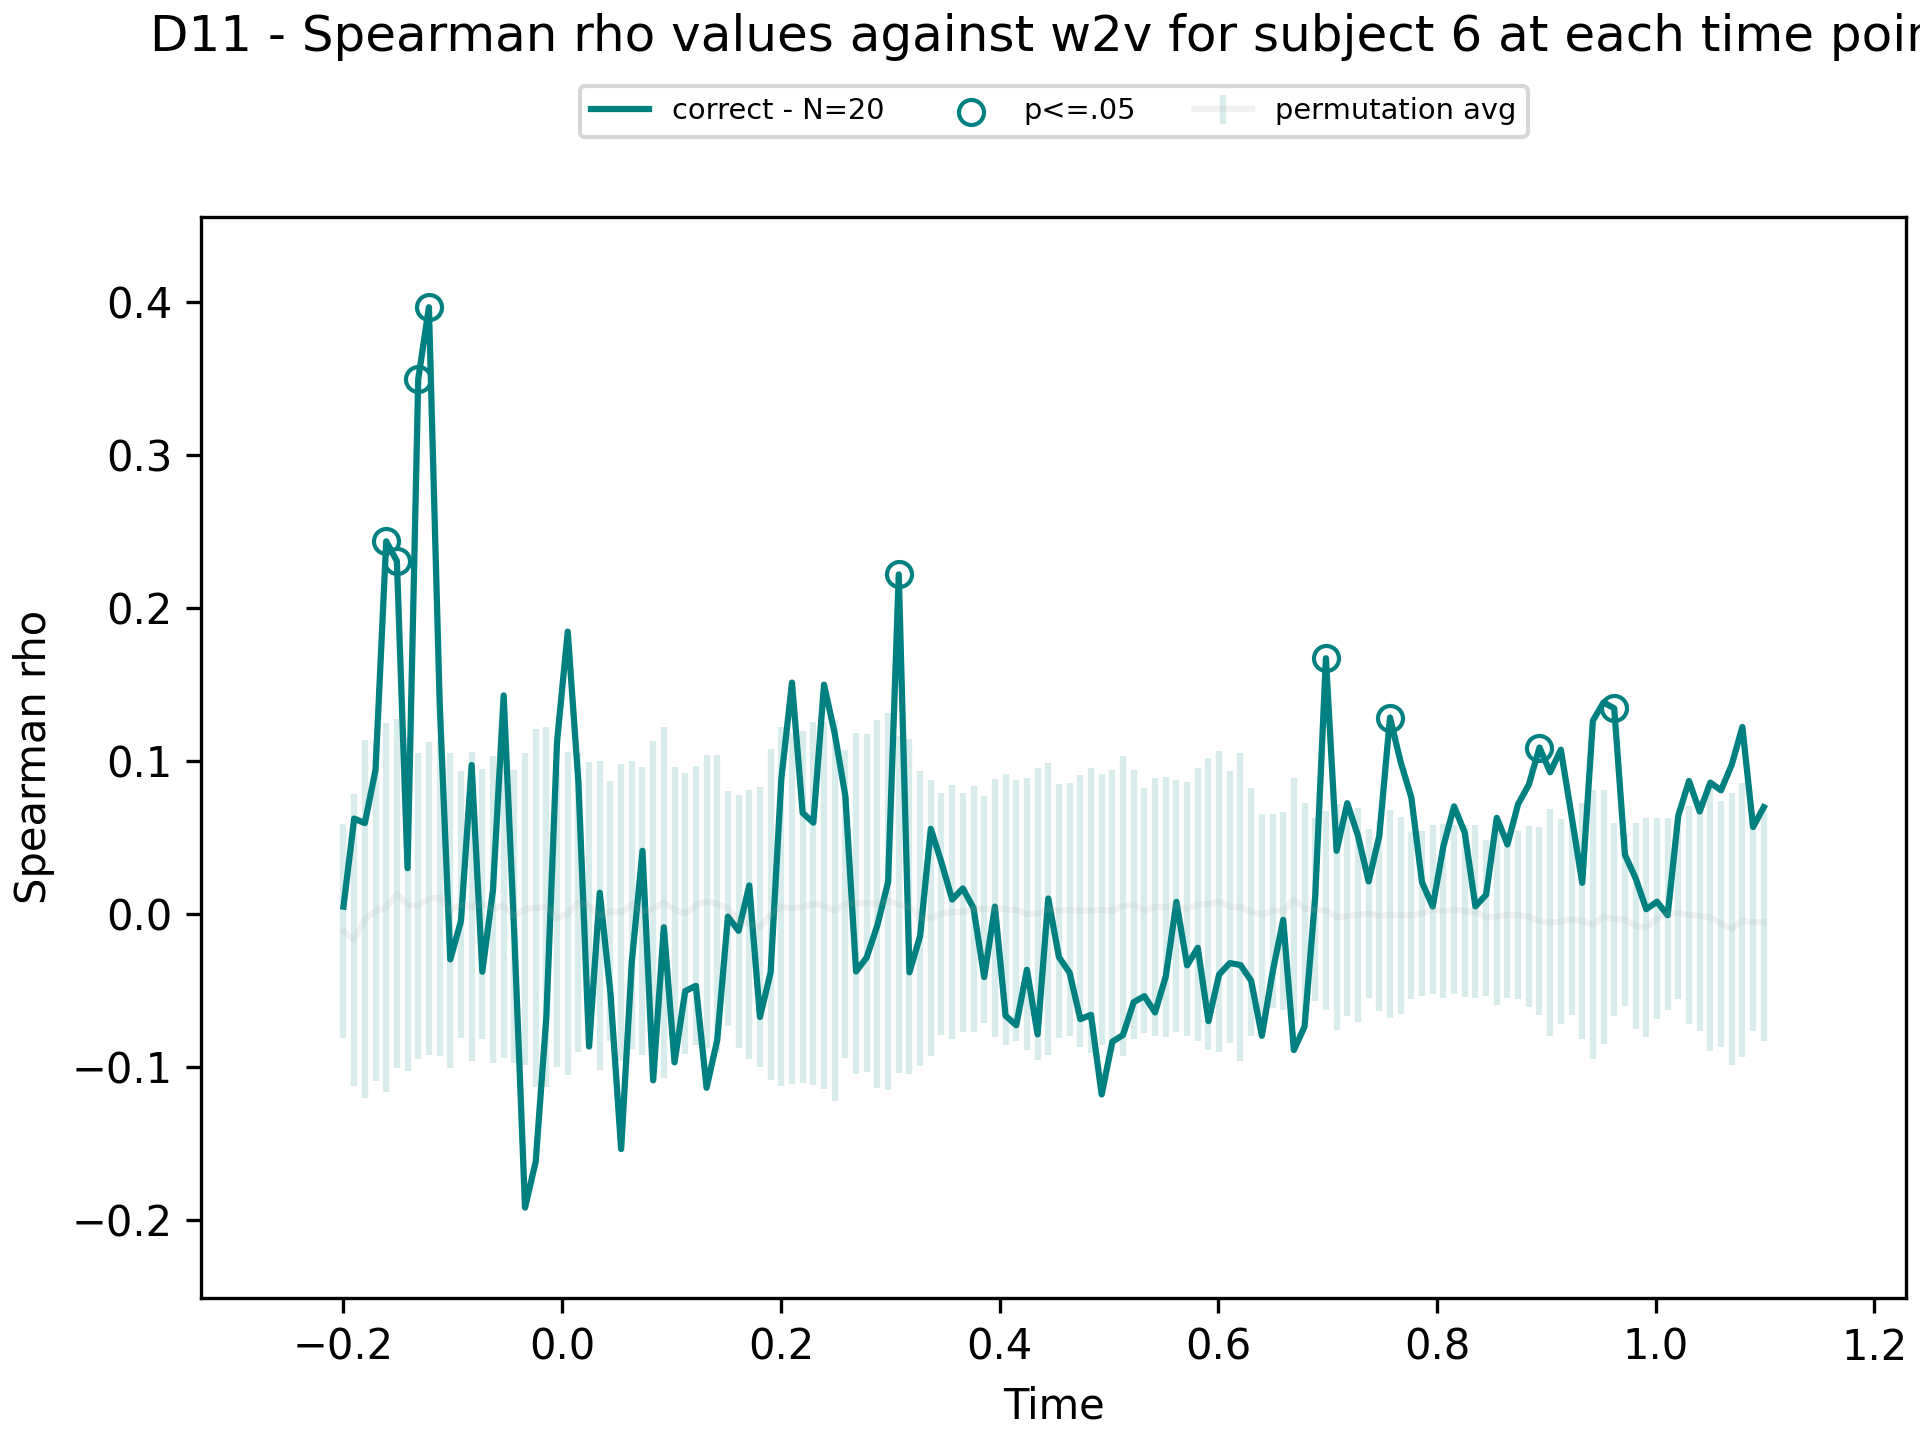 D11 - Spearman rho values against w2v for subject 6 at each time poin
correct - N=20 p<=.05 permutation avg
Spearman rho
0.4
0.3
0.2
0.1
0.0
−0.1
−0.2
−0.2 0.0 0.2 0.4 0.6 0.8 1.0 1.2
Time